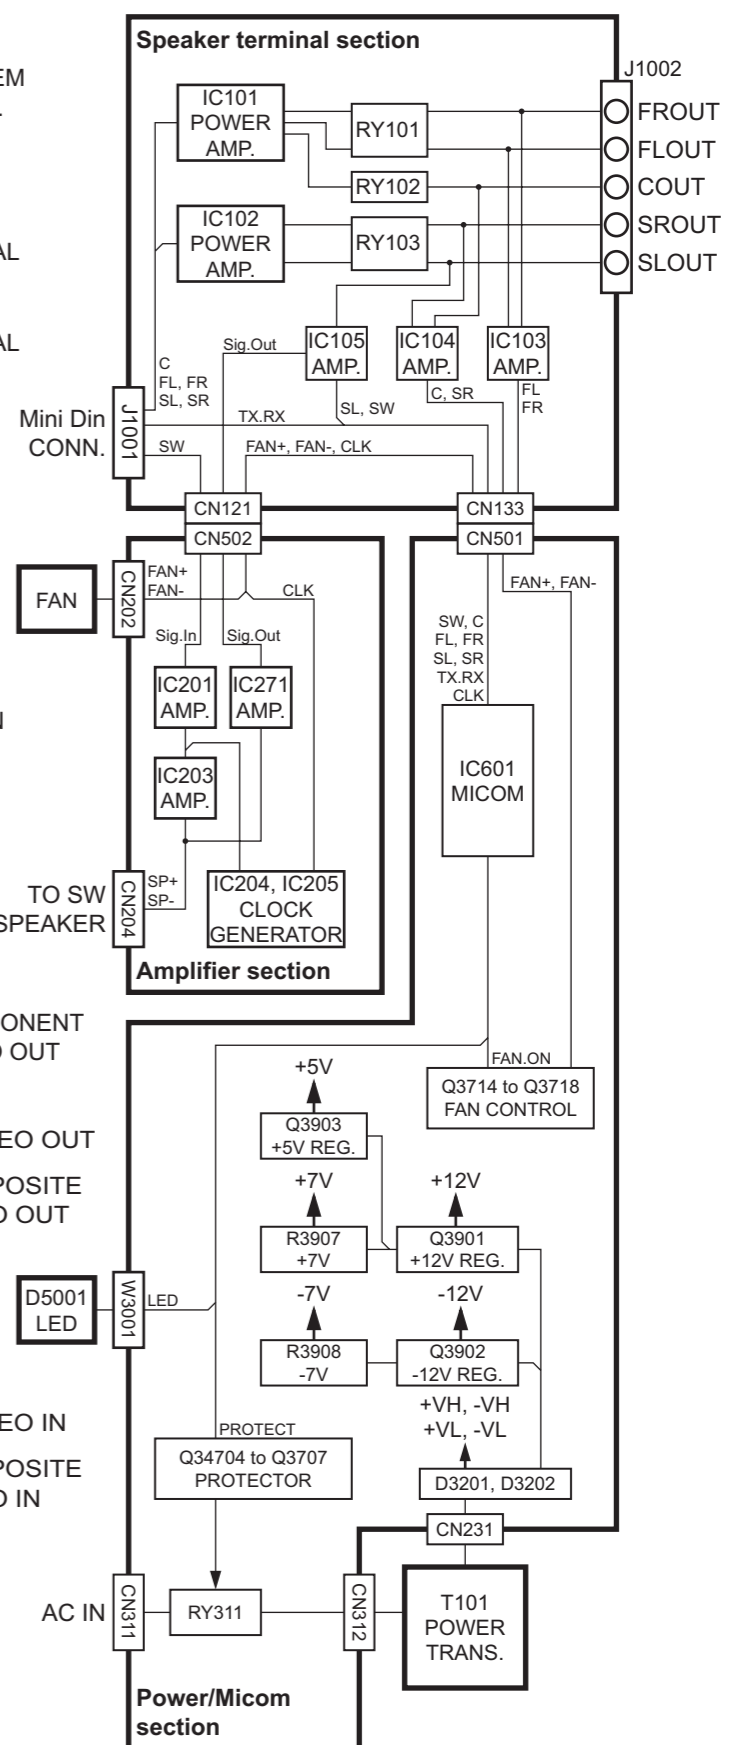 Speaker terminal section
EM
J1002
IC101
POWER
AMP.
RY101
FROUT
FLOUT
RY102
COUT
IC102
POWER
AMP.
RY103
SROUT
SLOUT
AL
AL
Sig.Out
IC105
AMP.
IC104
AMP.
IC103
AMP.
C
FL, FR
SL, SR
C, SR
FL
FR
SL, SW
TX.RX
Mini Din
CONN.
J1001
SW
FAN+, FAN-, CLK
CN121
CN133
CN502
CN501
FAN
CN202
FAN+
FAN-
CLK
FAN+, FAN-
Sig.In
Sig.Out
SW, C
FL, FR
SL, SR
TX.RX
CLK
IC201
AMP.
IC271
AMP.
N
IC203
AMP.
IC601
MICOM
TO SW
SPEAKER
CN204
SP+
SP-
IC204, IC205
CLOCK
GENERATOR
Amplifier section
PONENT
O OUT
FAN.ON
+5V
Q3714 to Q3718
FAN CONTROL
Q3903
+5V REG.
EO OUT
POSITE
O OUT
+7V
+12V
R3907
+7V
Q3901
+12V REG.
D5001
LED
W3001
LED
-7V
-12V
R3908
-7V
Q3902
-12V REG.
+VH, -VH
+VL, -VL
EO IN
POSITE
O IN
PROTECT
Q34704 to Q3707
PROTECTOR
D3201, D3202
CN231
AC IN
CN311
RY311
CN312
T101
POWER
TRANS.
Power/Micom
section